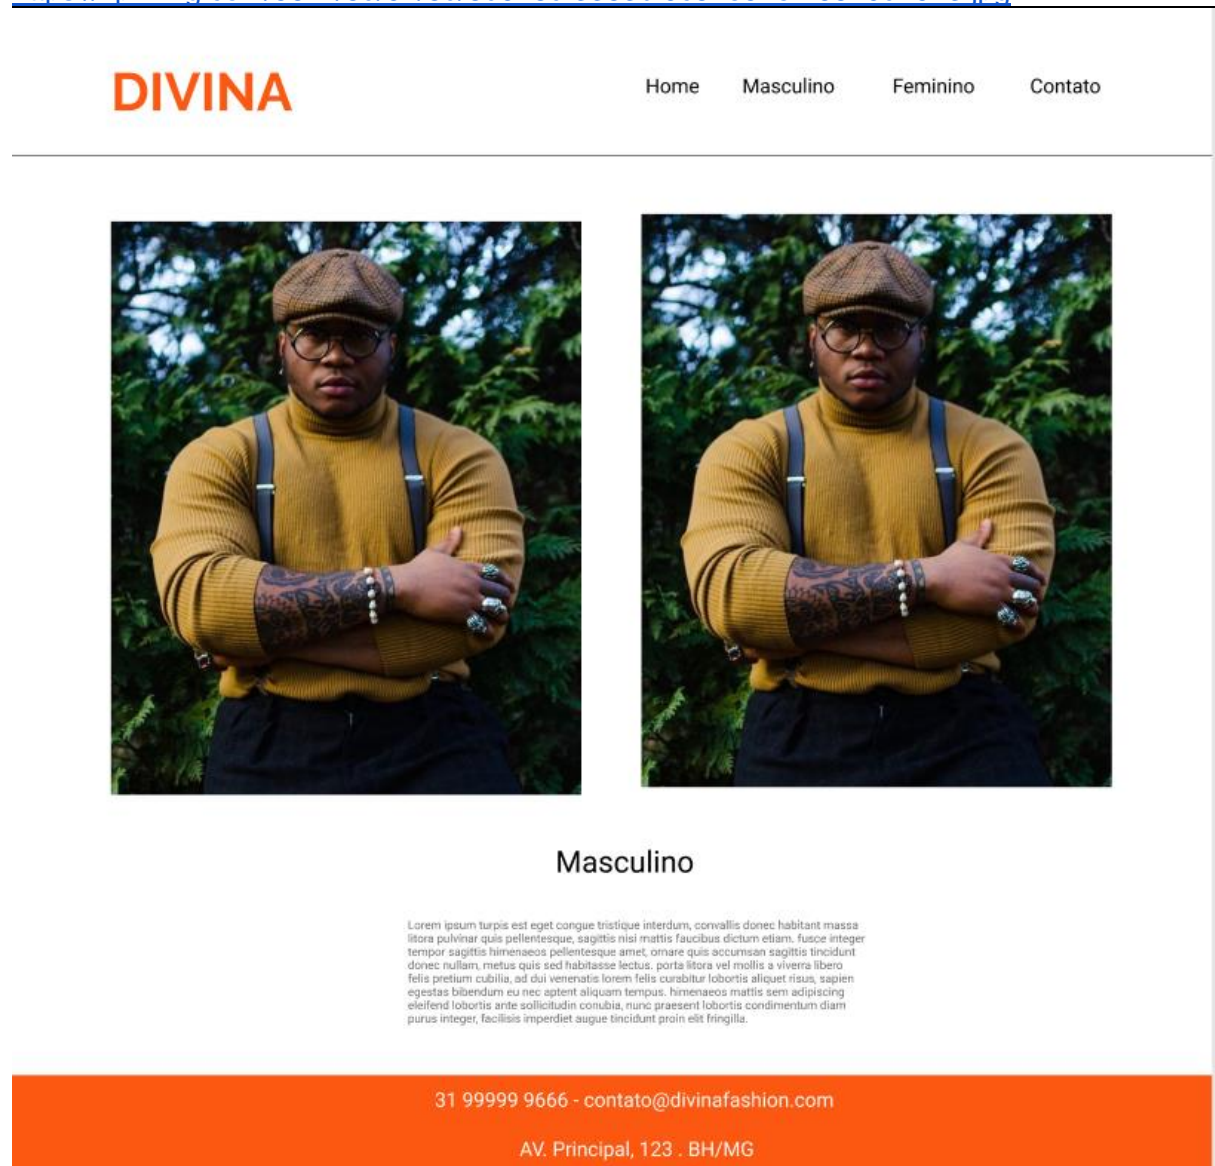 DIVINA
Home Masculino Feminino Contato
Masculino
Lorem ipsum turpis est eget congue tristique interdum, convallis donec habitant massa
litora pulvinar quis pellentesque, sagittis nisi mattis faucibus dictum etiam. fusce integer
tempor sagittis himenaeos pellentesque amet, ornare quis accumsan sagittis tincidunt
donec nullam, metus quis sed habitasse lectus. porta litora vel mollis a viverra libero
felis pretium cubilia, ad dui venenatis lorem felis curabitur lobortis aliquet risus, sapien
egestas bibendum eu nec aptent aliquam tempus. himenaeos mattis sem adipiscing
eleifend lobortis ante sollicitudin conubia, nunc praesent lobortis condimentum diam
purus integer, facilisis imperdiet augue tincidunt proin elit fringilla.
31 99999 9666 - contato@divinafashion.com
AV. Principal, 123 . BH/MG